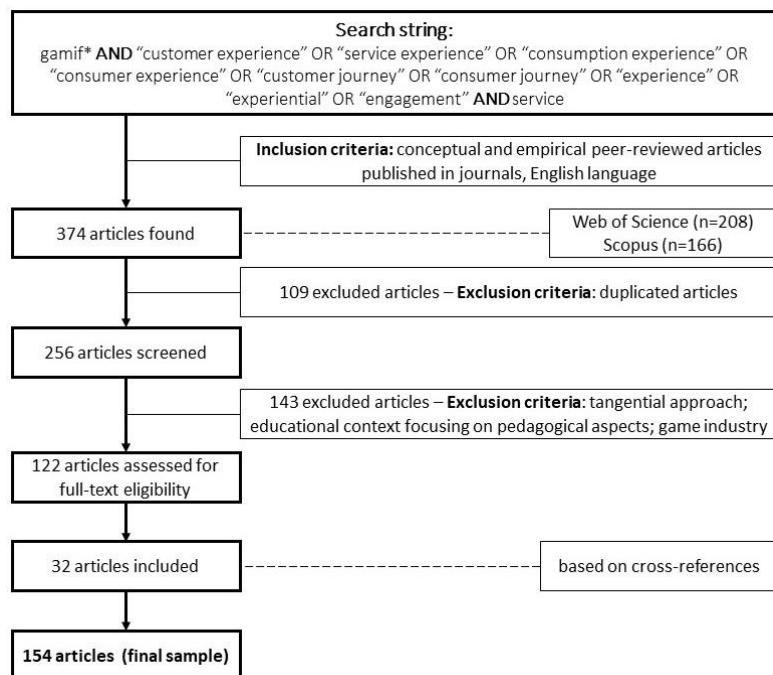 Search string:
gamif* AND “customer experience” OR “service experience” OR “consumption experience” OR
“consumer experience” OR “customer journey” OR “consumer journey” OR “experience” OR
“experiential” OR “engagement” AND service
Inclusion criteria: conceptual and empirical peer-reviewed articles
published in journals, English language
374 articles found
Web of Science (n=208)
Scopus (n=166)
109 excluded articles – Exclusion criteria: duplicated articles
256 articles screened
143 excluded articles – Exclusion criteria: tangential approach;
educational context focusing on pedagogical aspects; game industry
122 articles assessed for
full-text eligibility
32 articles included
based on cross-references
154 articles (final sample)